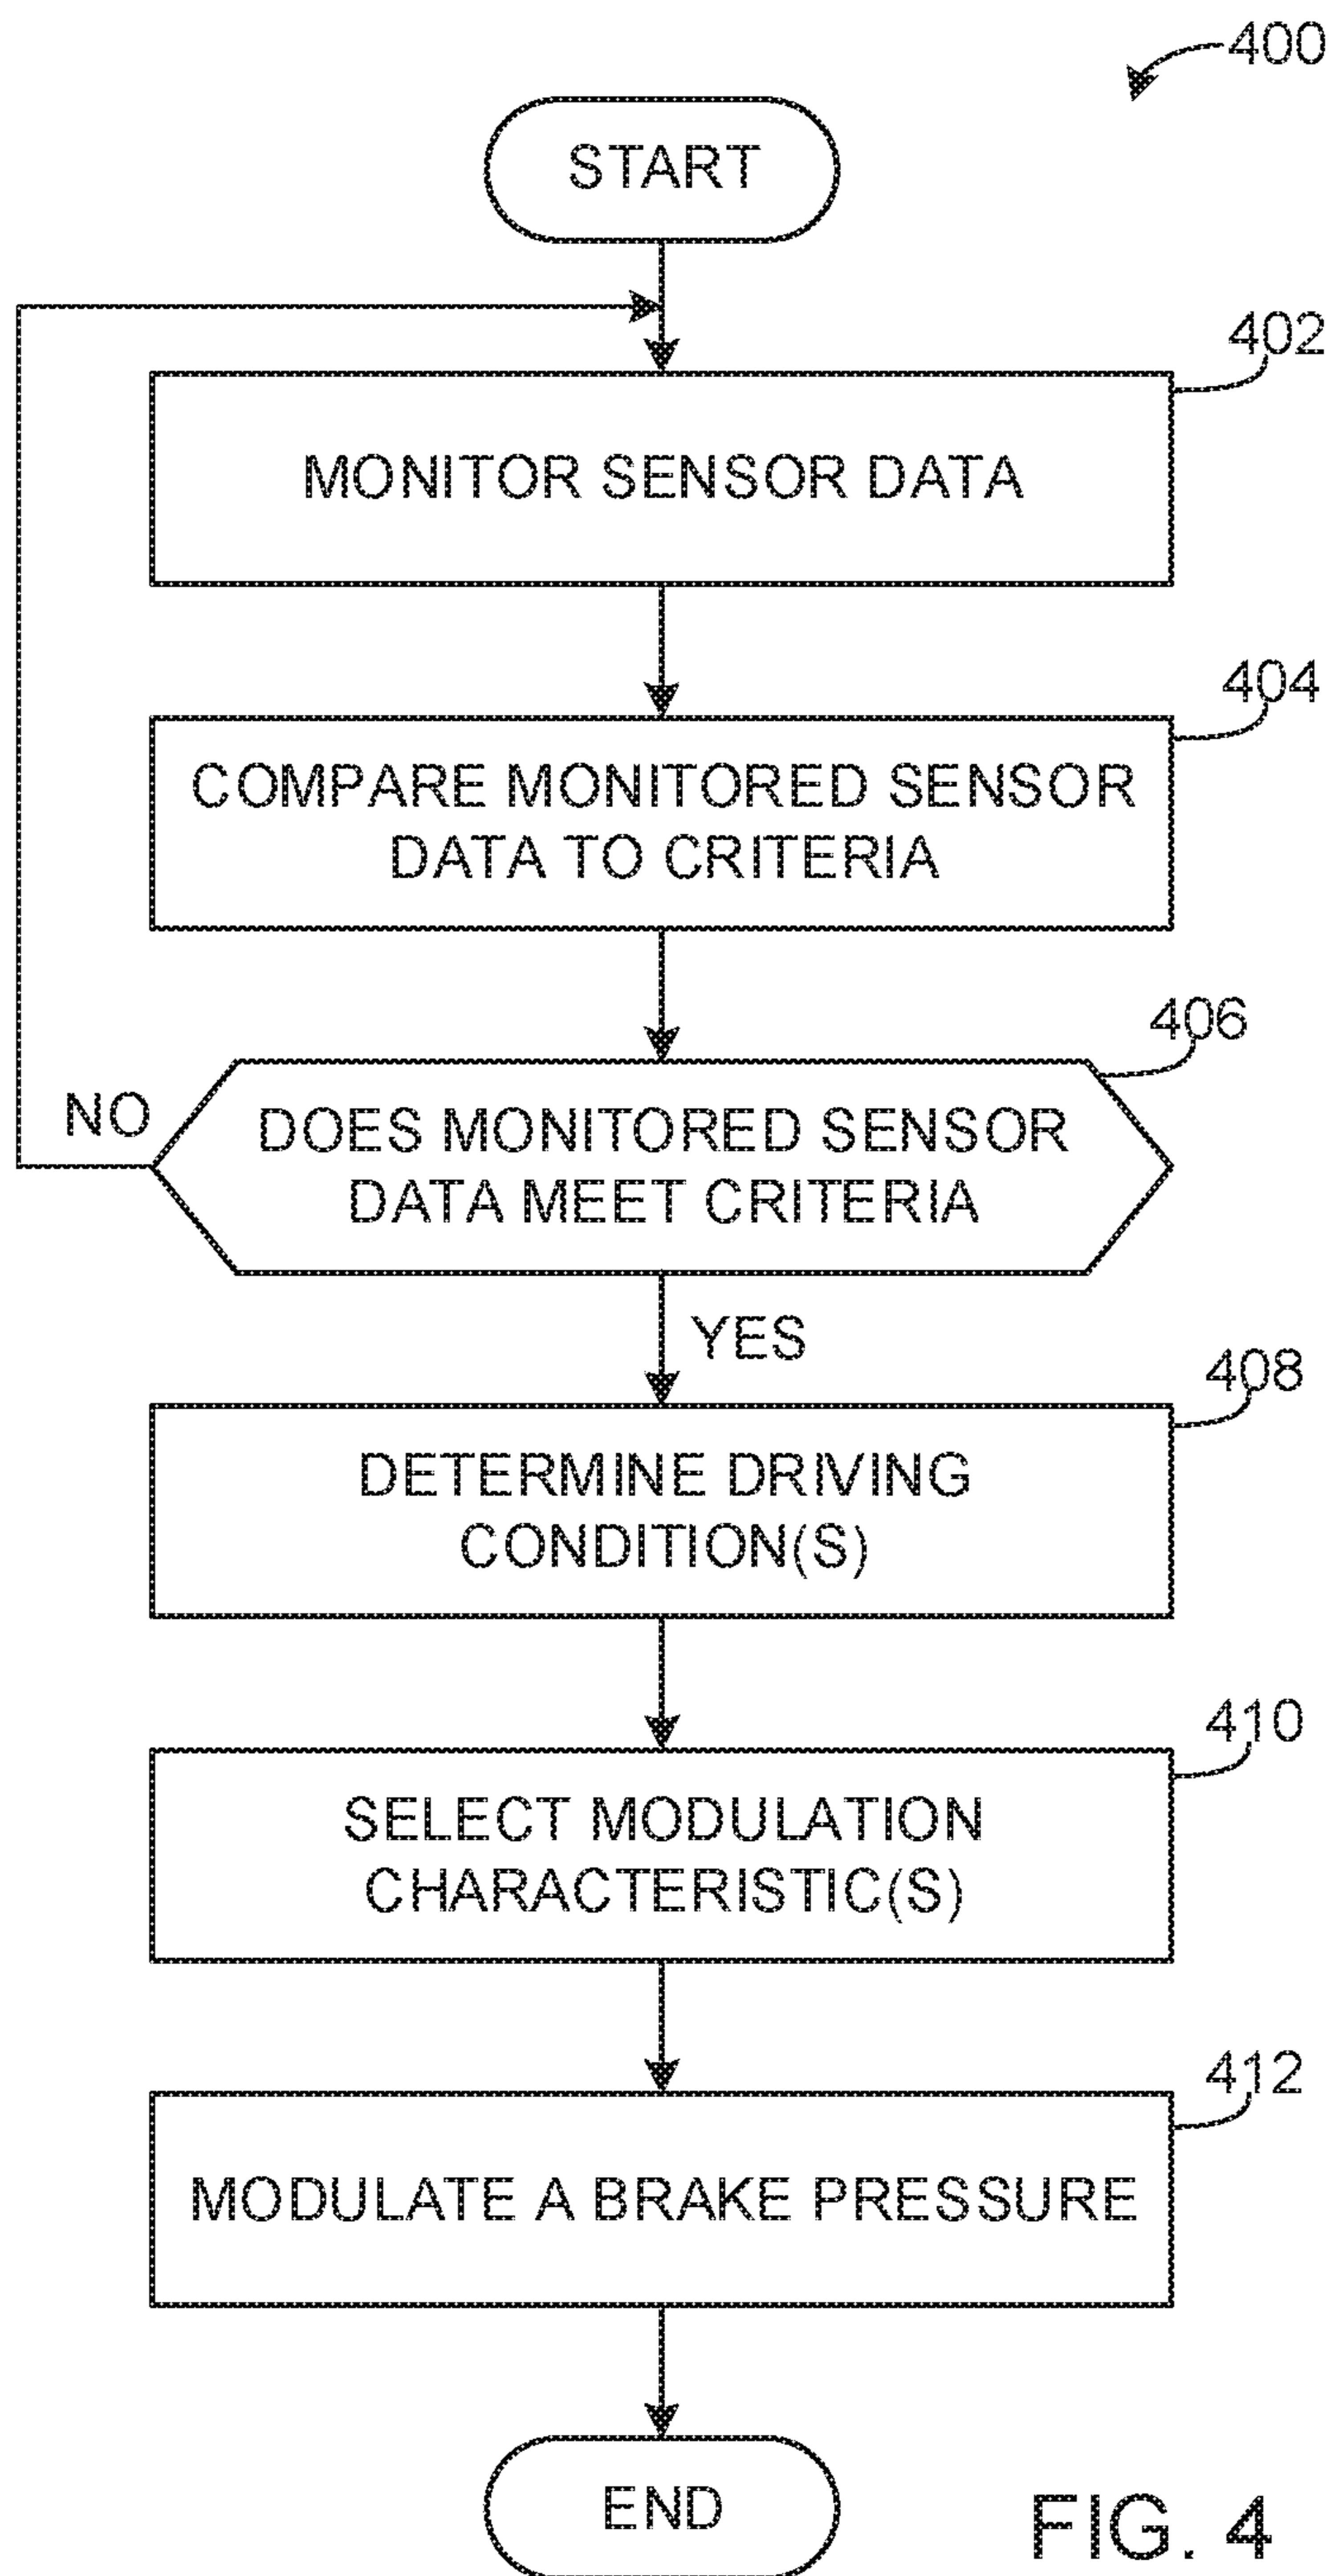 400
START
402
MONITOR SENSOR DATA
404
COMPARE MONITORED SENSOR
DATA TO CRITERIA
406
NO
DOES MONITORED SENSOR
DATA MEET CRITERIA
YES
408
DETERMINE DRIVING
CONDITION(S)
410
SELECT MODULATION
CHARACTERISTIC(S)
412
MODULATE A BRAKE PRESSURE
END
FIG. 4